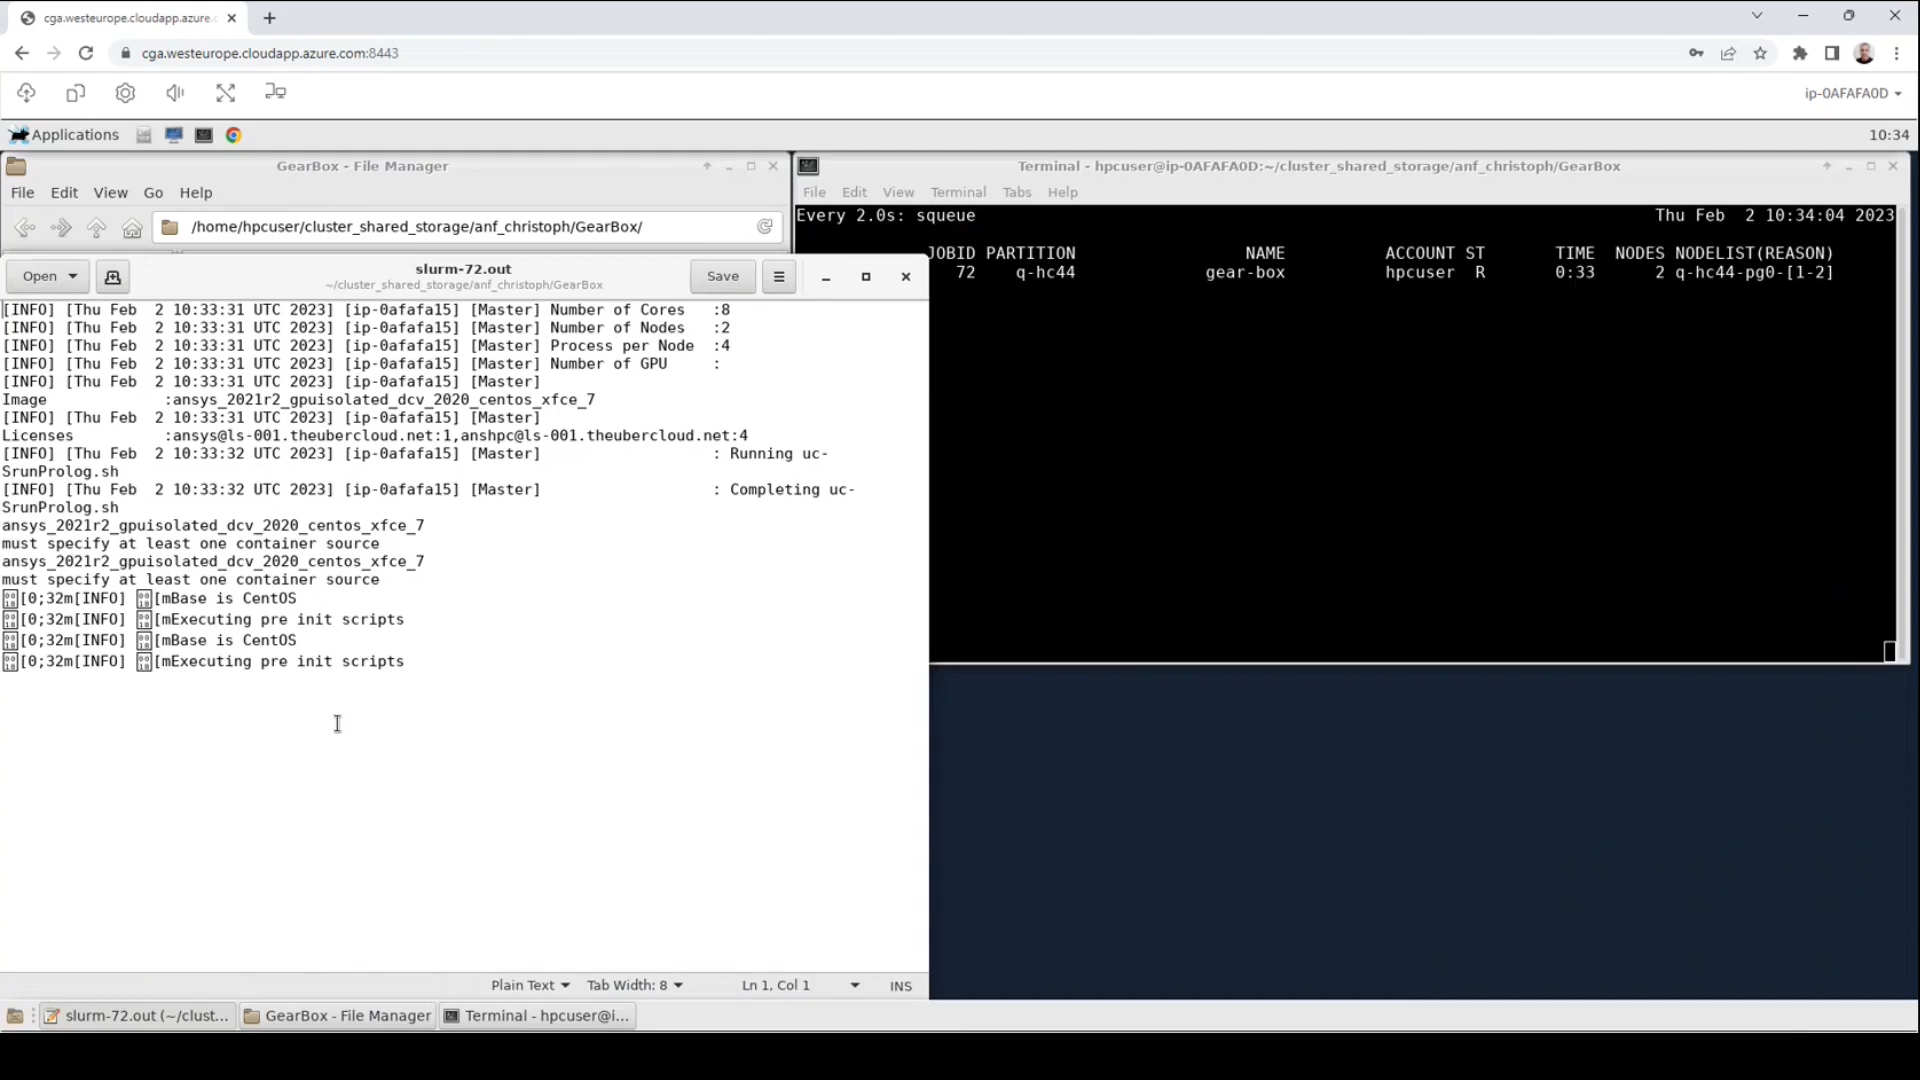 cga.westeurope.cloudapp.azure.c
cga.westeurope.cloudapp.azure.com:8443
ip-0AFAFA0D
Applications
10:34
GearBox - File Manager
File Edit View Go Help
/home/hpcuser/cluster_shared_storage/anf_christoph/GearBox/
Terminal - hpcuser@ip-0AFAFA0D:~/cluster_shared_storage/anf_christoph/GearBox
File Edit View Terminal Tabs Help
Every 2.0s: squeue Thu Feb  2 10:34:04 2023
JOBID PARTITION NAME ACCOUNT ST TIME NODES NODELIST(REASON)
72 q-hc44 gear-box hpcuser R 0:33 2 q-hc44-pg0-[1-2]
Open
slurm-72.out
~/cluster_shared_storage/anf_christoph/GearBox
Save
[INFO] [Thu Feb  2 10:33:31 UTC 2023] [ip-0afafa15] [Master] Number of Cores   :8
[INFO] [Thu Feb  2 10:33:31 UTC 2023] [ip-0afafa15] [Master] Number of Nodes   :2
[INFO] [Thu Feb  2 10:33:31 UTC 2023] [ip-0afafa15] [Master] Process per Node  :4
[INFO] [Thu Feb  2 10:33:31 UTC 2023] [ip-0afafa15] [Master] Number of GPU     :
[INFO] [Thu Feb  2 10:33:31 UTC 2023] [ip-0afafa15] [Master]
Image             :ansys_2021r2_gpuisolated_dcv_2020_centos_xfce_7
[INFO] [Thu Feb  2 10:33:31 UTC 2023] [ip-0afafa15] [Master]
Licenses          :ansys@ls-001.theubercloud.net:1,anshpc@ls-001.theubercloud.net:4
[INFO] [Thu Feb  2 10:33:32 UTC 2023] [ip-0afafa15] [Master]                   : Running uc-
SrunProlog.sh
[INFO] [Thu Feb  2 10:33:32 UTC 2023] [ip-0afafa15] [Master]                   : Completing uc-
SrunProlog.sh
ansys_2021r2_gpuisolated_dcv_2020_centos_xfce_7
must specify at least one container source
ansys_2021r2_gpuisolated_dcv_2020_centos_xfce_7
must specify at least one container source
[0;32m[INFO] [mBase is CentOS
[0;32m[INFO] [mExecuting pre init scripts
[0;32m[INFO] [mBase is CentOS
[0;32m[INFO] [mExecuting pre init scripts
Plain Text Tab Width: 8 Ln 1, Col 1 INS
slurm-72.out (~/clust... GearBox - File Manager Terminal - hpcuser@i...